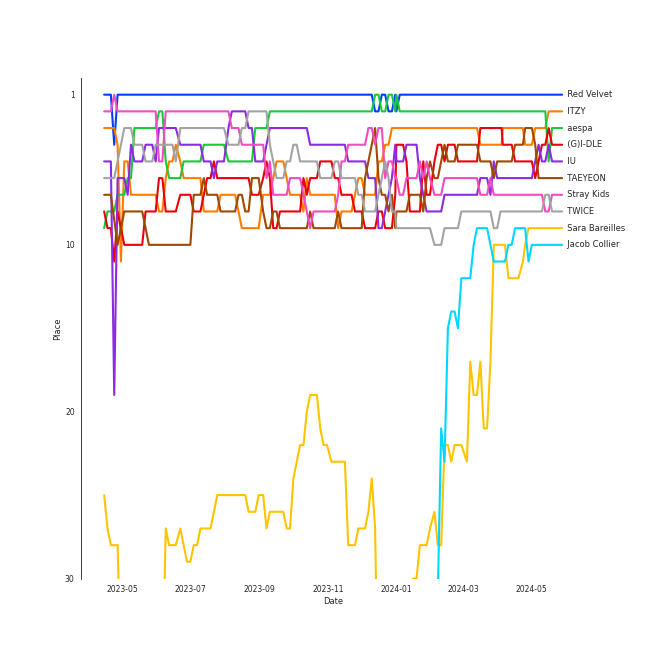 1
10
20
30
Place
2023-05
2023-07
2023-09
2023-11
2024-01
2024-03
2024-05
Date
Red Velvet
ITZY
aespa
(G)I-DLE
IU
TAEYEON
Stray Kids
TWICE
Sara Bareilles
Jacob Collier